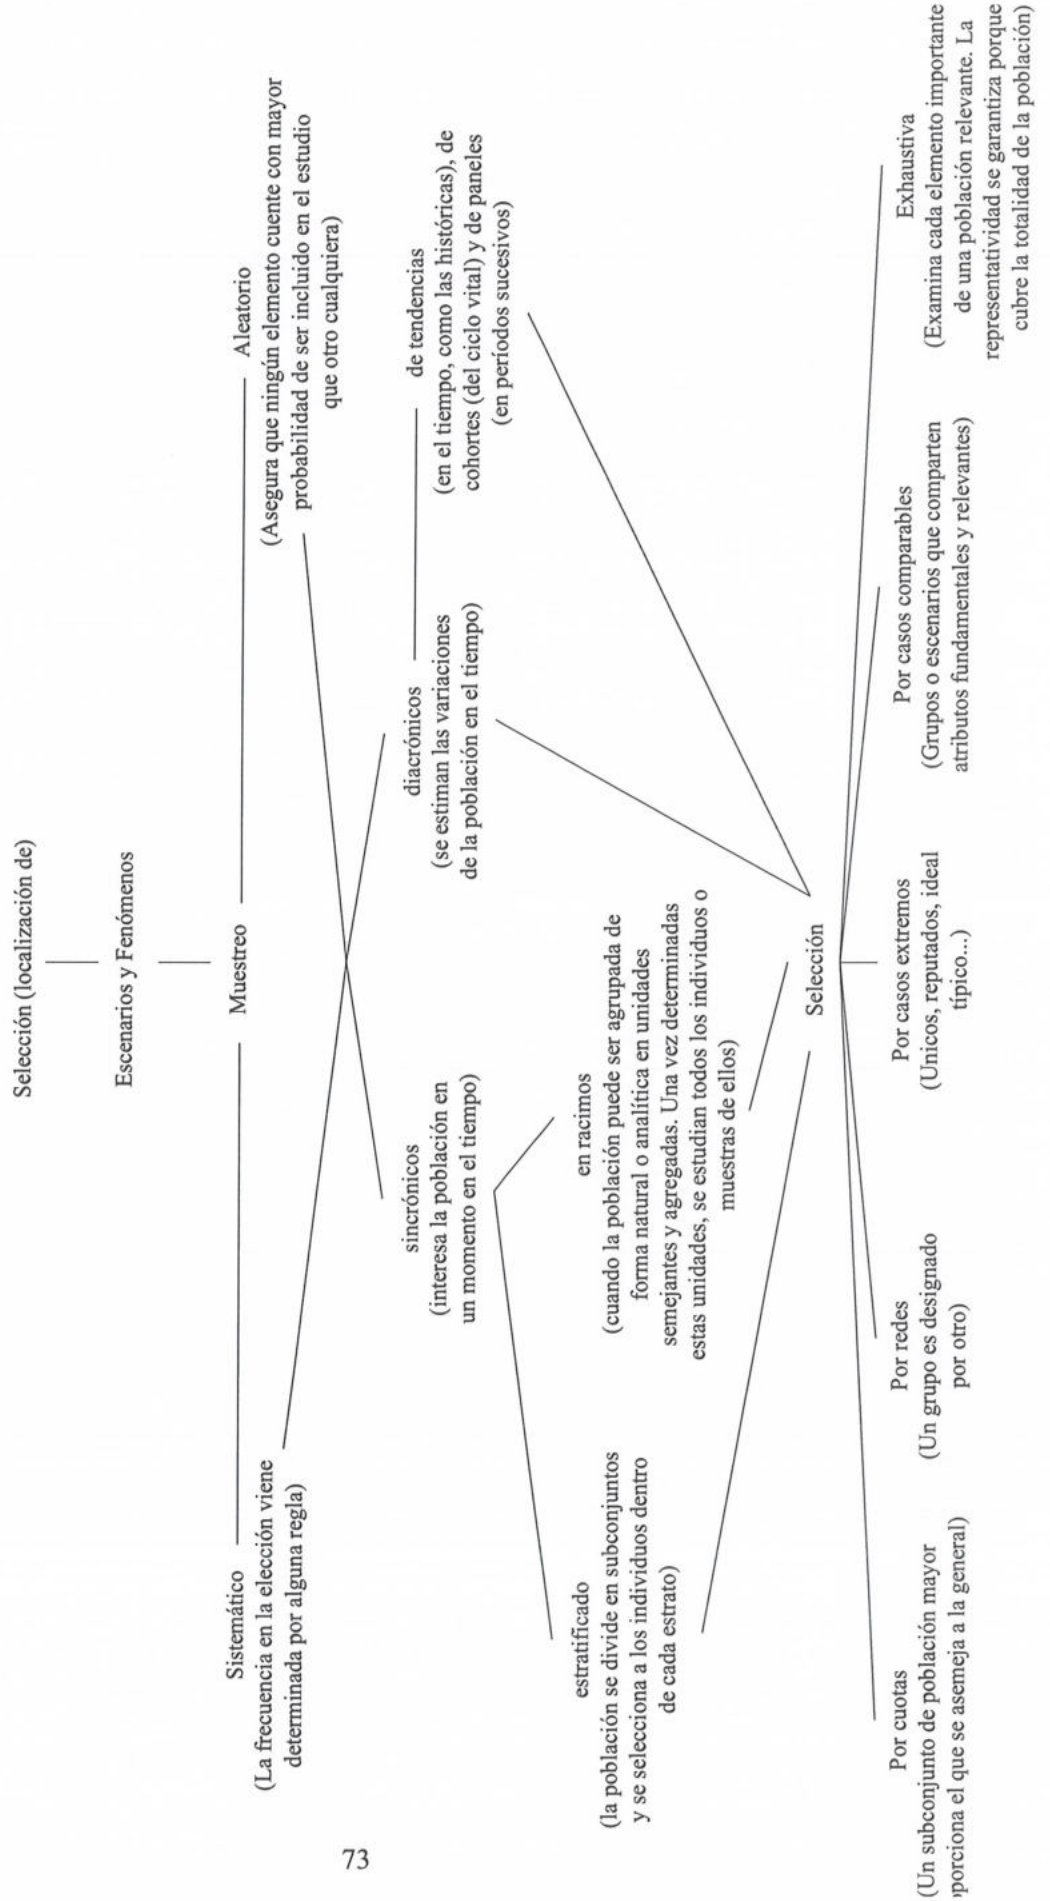 Selección (localización de)
Escenarios y Fenómenos
Sistemático
(La frecuencia en la elección viene
determinada por alguna regla)
Muestreo
Aleatorio
(Asegura que ningún elemento cuente con mayor
probabilidad de ser incluido en el estudio
que otro cualquiera)
sincrónicos
(interesa la población en
un momento en el tiempo)
diacrónicos
(se estiman las variaciones
de la población en el tiempo)
de tendencias
(en el tiempo, como las históricas), de
cohortes (del ciclo vital) y de paneles
(en períodos sucesivos)
estratificado
(la población se divide en subconjuntos
y se selecciona a los individuos dentro
de cada estrato)
en racimos
(cuando la población puede ser agrupada de
forma natural o analítica en unidades
semejantes y agregadas. Una vez determinadas
estas unidades, se estudian todos los individuos o
muestras de ellos)
Selección
Por cuotas
(Un subconjunto de población mayor
porciona el que se asemeja a la general)
Por redes
(Un grupo es designado
por otro)
Por casos extremos
(Unicos, reputados, ideal
típico...)
Por casos comparables
(Grupos o escenarios que comparten
atributos fundamentales y relevantes)
Exhaustiva
(Examina cada elemento importante
de una población relevante. La
representatividad se garantiza porque
cubre la totalidad de la población)
73